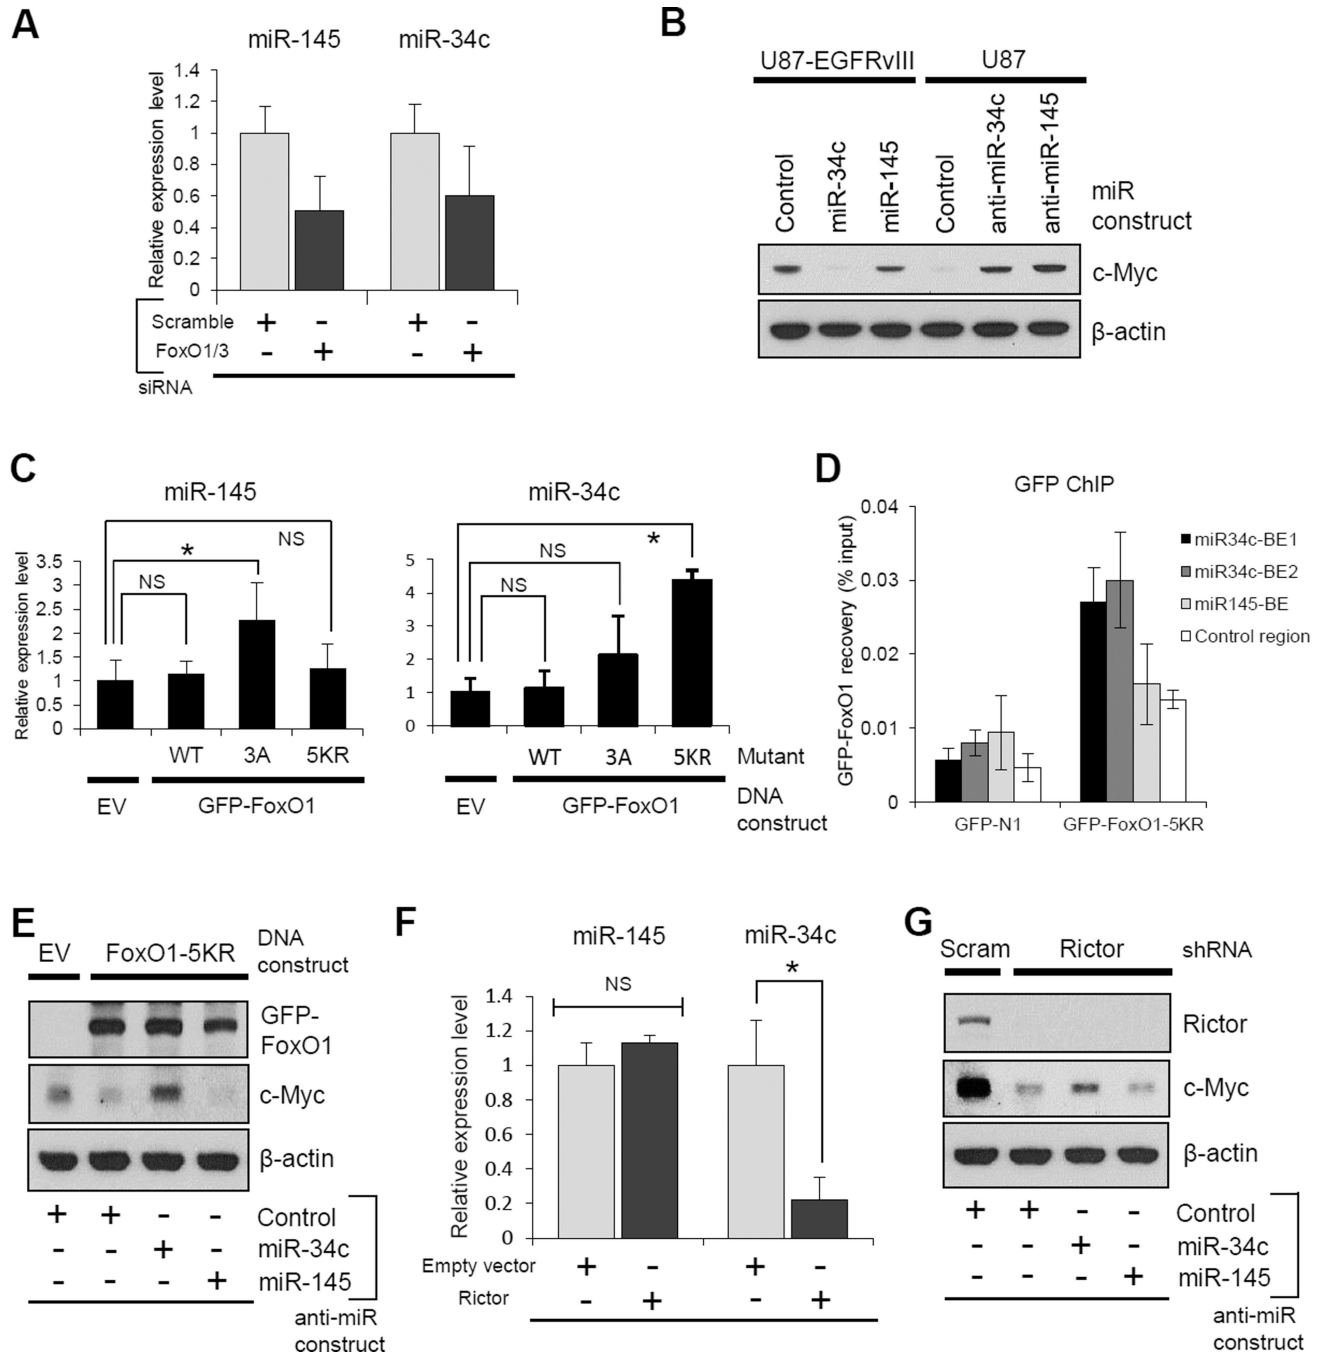 A
miR-145 miR-34c
Relative expression level
1.4
1.2
1
0.8
0.6
0.4
0.2
0
Scramble + - + -
FoxO1/3 - + - +
siRNA
B
U87-EGFRvIII U87
Control
miR-34c
miR-145
Control
anti-miR-34c
anti-miR-145
miR
construct
c-Myc
β-actin
C
miR-145
NS
*
NS
Relative expression level
3.5
3
2.5
2
1.5
1
0.5
0
WT 3A 5KR
EV GFP-FoxO1
miR-34c
*
NS
NS
5
4
3
2
1
0
WT 3A 5KR Mutant
EV GFP-FoxO1 DNA
construct
D
GFP ChIP
GFP-FoxO1 recovery (% input)
0.04
0.03
0.02
0.01
0
miR34c-BE1
miR34c-BE2
miR145-BE
Control region
GFP-N1 GFP-FoxO1-5KR
E
EV FoxO1-5KR DNA
construct
GFP-
FoxO1
c-Myc
β-actin
+ + - - Control
- - + - miR-34c
- - - + miR-145
anti-miR
construct
F
miR-145 miR-34c
NS *
Relative expression level
1.4
1.2
1
0.8
0.6
0.4
0.2
0
Empty vector + - + -
Rictor - + - +
G
Scram Rictor shRNA
Rictor
c-Myc
β-actin
+ + - - Control
- - + - miR-34c
- - - + miR-145
anti-miR
construct